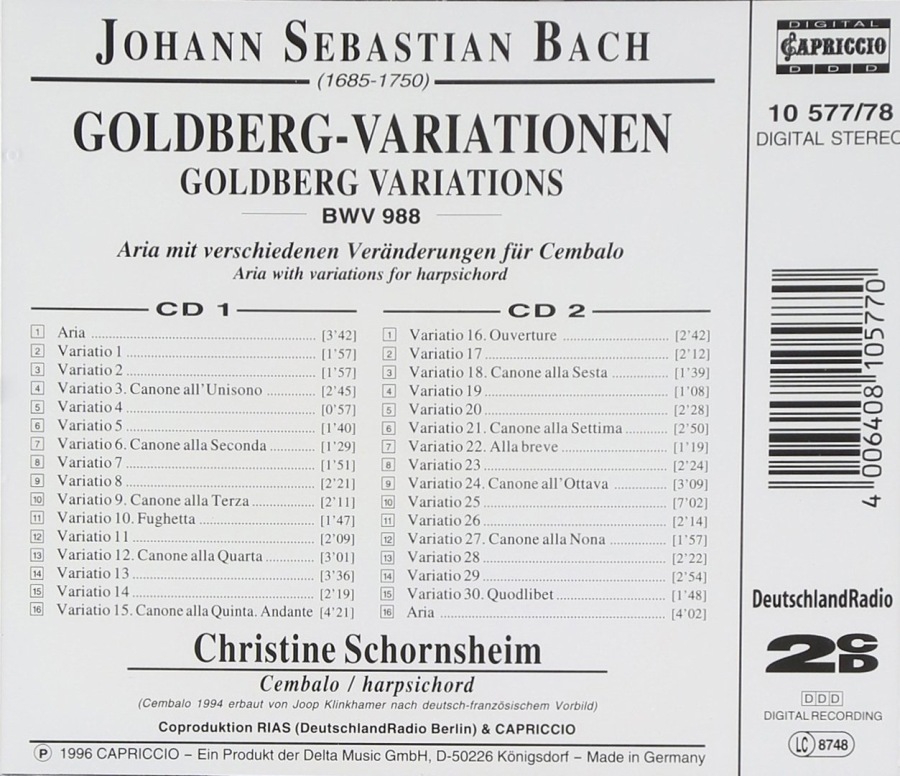 JOHANN SEBASTIAN BACH
(1685-1750)
GOLDBERG-VARIATIONEN
GOLDBERG VARIATIONS
BWV 988
Aria mit verschiedenen Veränderungen für Cembalo
Aria with variations for harpsichord
CD 1
1 Aria [3'42]
2 Variatio 1 [1'57]
3 Variatio 2 [1'57]
4 Variatio 3. Canone all'Unisono [2'45]
5 Variatio 4 [0'57]
6 Variatio 5 [1'40]
7 Variatio 6. Canone alla Seconda [1'29]
8 Variatio 7 [1'51]
9 Variatio 8 [2'21]
10 Variatio 9. Canone alla Terza [2'11]
11 Variatio 10. Fughetta [1'47]
12 Variatio 11 [2'09]
13 Variatio 12. Canone alla Quarta [3'01]
14 Variatio 13 [3'36]
15 Variatio 14 [2'19]
16 Variatio 15. Canone alla Quinta. Andante [4'21]
CD 2
1 Variatio 16. Ouverture [2'42]
2 Variatio 17 [2'12]
3 Variatio 18. Canone alla Sesta [1'39]
4 Variatio 19 [1'08]
5 Variatio 20 [2'28]
6 Variatio 21. Canone alla Settima [2'50]
7 Variatio 22. Alla breve [1'19]
8 Variatio 23 [2'24]
9 Variatio 24. Canone all'Ottava [3'09]
10 Variatio 25 [7'02]
11 Variatio 26 [2'14]
12 Variatio 27. Canone alla Nona [1'57]
13 Variatio 28 [2'22]
14 Variatio 29 [2'54]
15 Variatio 30. Quodlibet [1'48]
16 Aria [4'02]
Christine Schornsheim
Cembalo / harpsichord
(Cembalo 1994 erbaut von Joop Klinkhamer nach deutsch-französischem Vorbild)
Coproduktion RIAS (DeutschlandRadio Berlin) & CAPRICCIO
Ⓟ 1996 CAPRICCIO – Ein Produkt der Delta Music GmbH, D-50226 Königsdorf – Made in Germany
DIGITAL
CAPRICCIO
D D D
10 577/78
DIGITAL STEREO
4 006408 105770
DeutschlandRadio
2CD
DDD
DIGITAL RECORDING
LC 8748